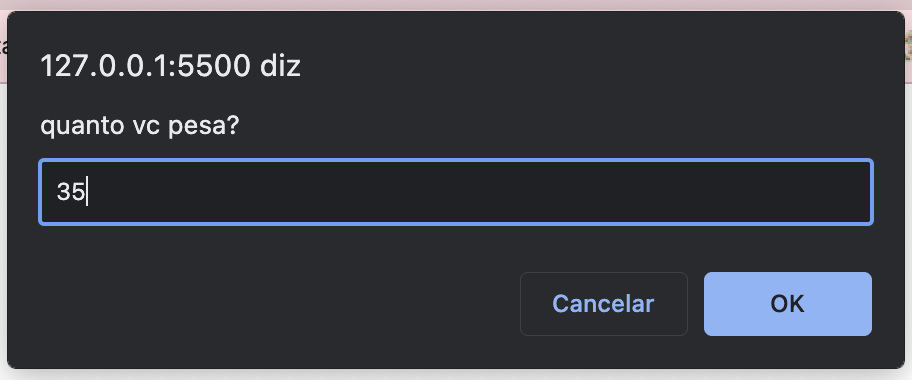 127.0.0.1:5500 diz
quanto vc pesa?
35
Cancelar
OK